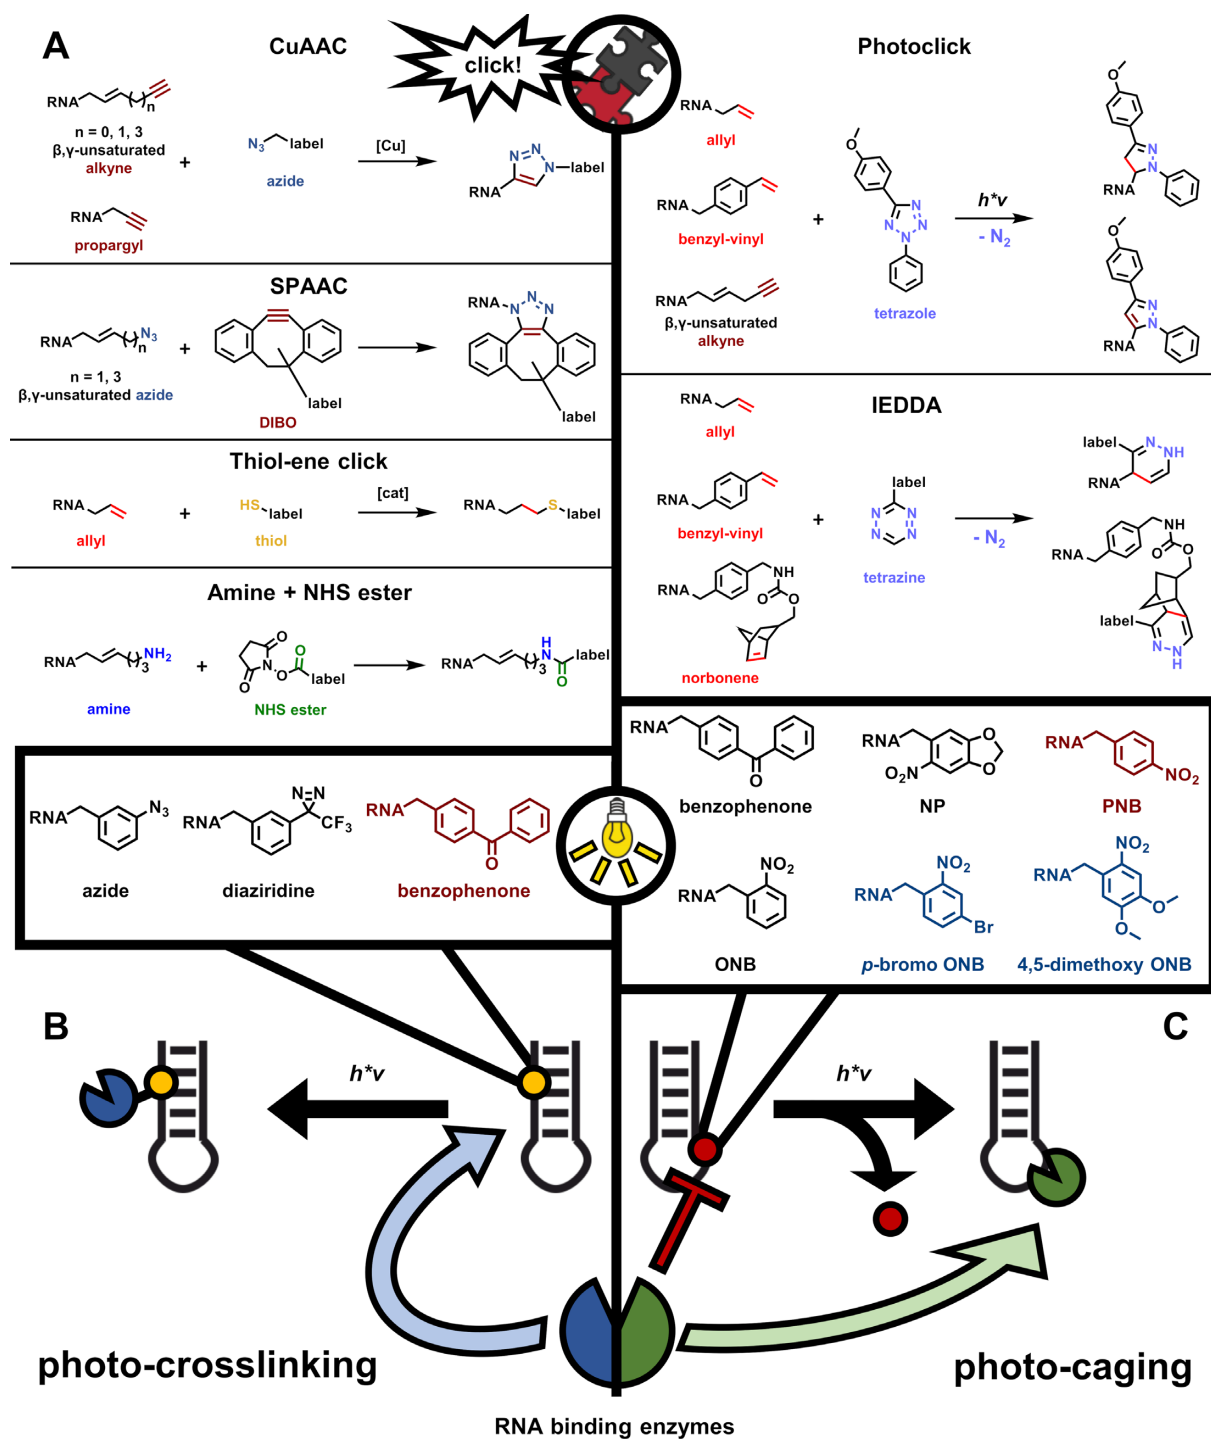 A
CuAAC
click!
Photoclick
RNA
n
n = 0, 1, 3
β,γ-unsaturated
alkyne
+
N3
label
azide
[Cu]
N
N
N
label
RNA
RNA
propargyl
RNA
allyl
RNA
benzyl-vinyl
RNA
β,γ-unsaturated
alkyne
+
O
N
N
N
N
tetrazole
h*v
- N2
O
N
N
RNA
O
N
N
RNA
SPAAC
RNA
N3
n
n = 1, 3
β,γ-unsaturated azide
+
label
DIBO
RNA
N
N
N
label
Thiol-ene click
RNA
allyl
+
HS
label
thiol
[cat]
RNA
S
label
Amine + NHS ester
RNA
NH2
3
amine
+
O
N
O
O
O
label
NHS ester
RNA
3
H
N
label
O
IEDDA
RNA
allyl
RNA
benzyl-vinyl
RNA
NH
O
O
norbonene
+
label
N
N
N
N
tetrazine
- N2
label
N
NH
RNA
RNA
NH
O
O
label
N
N
H
RNA
N3
azide
RNA
N=N
CF3
diaziridine
RNA
O
benzophenone
RNA
O
benzophenone
RNA
O2N
O
O
NP
RNA
NO2
PNB
RNA
NO2
ONB
RNA
NO2
Br
p-bromo ONB
RNA
NO2
O
O
4,5-dimethoxy ONB
B
h*v
C
h*v
photo-crosslinking
photo-caging
RNA binding enzymes